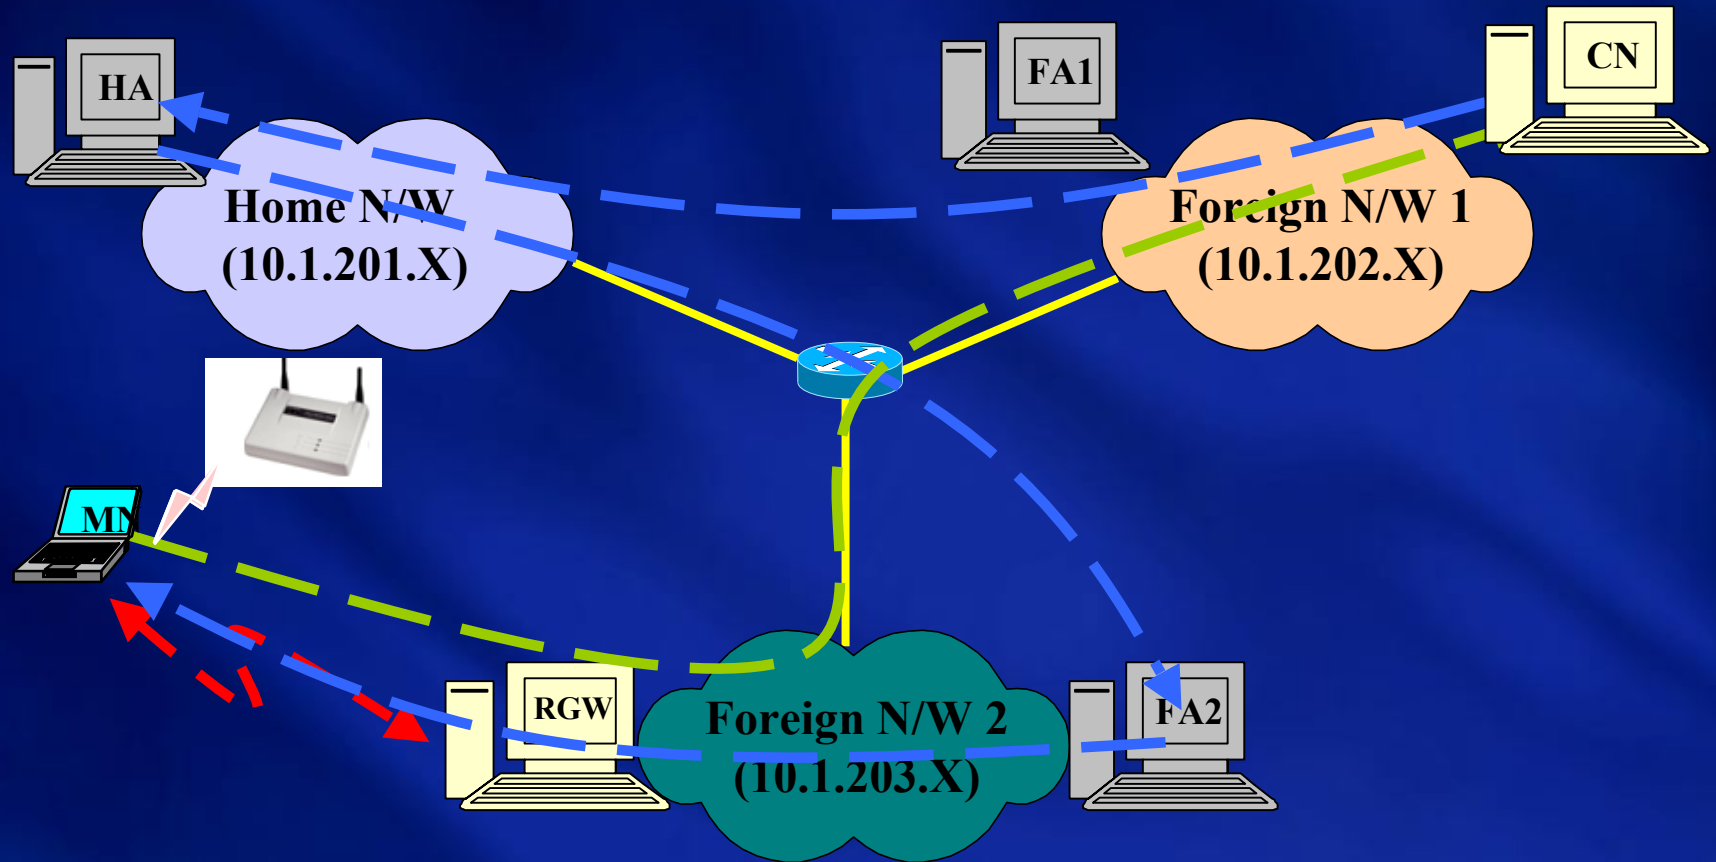 HA
FA1
CN
Home N/W
(10.1.201.X)
Foreign N/W 1
(10.1.202.X)
MN
RGW
Foreign N/W 2
(10.1.203.X)
FA2